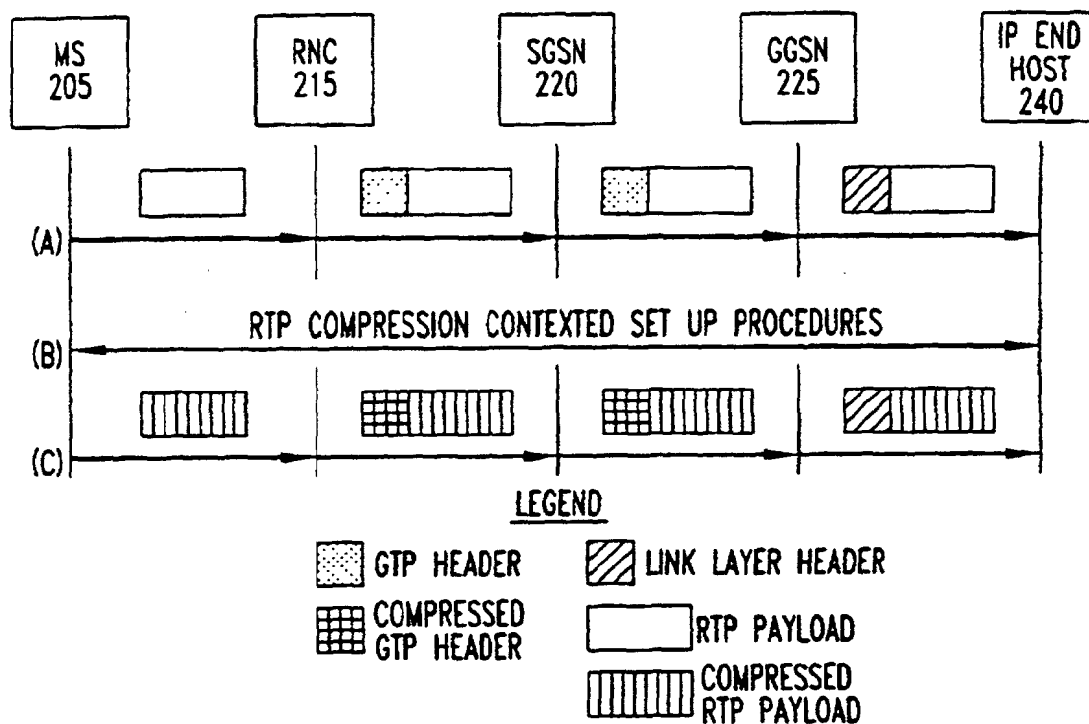 MS
205
RNC
215
SGSN
220
GGSN
225
IP END
HOST
240
(A)
RTP COMPRESSION CONTEXTED SET UP PROCEDURES
(B)
(C)
LEGEND
GTP HEADER
LINK LAYER HEADER
COMPRESSED
GTP HEADER
RTP PAYLOAD
COMPRESSED
RTP PAYLOAD